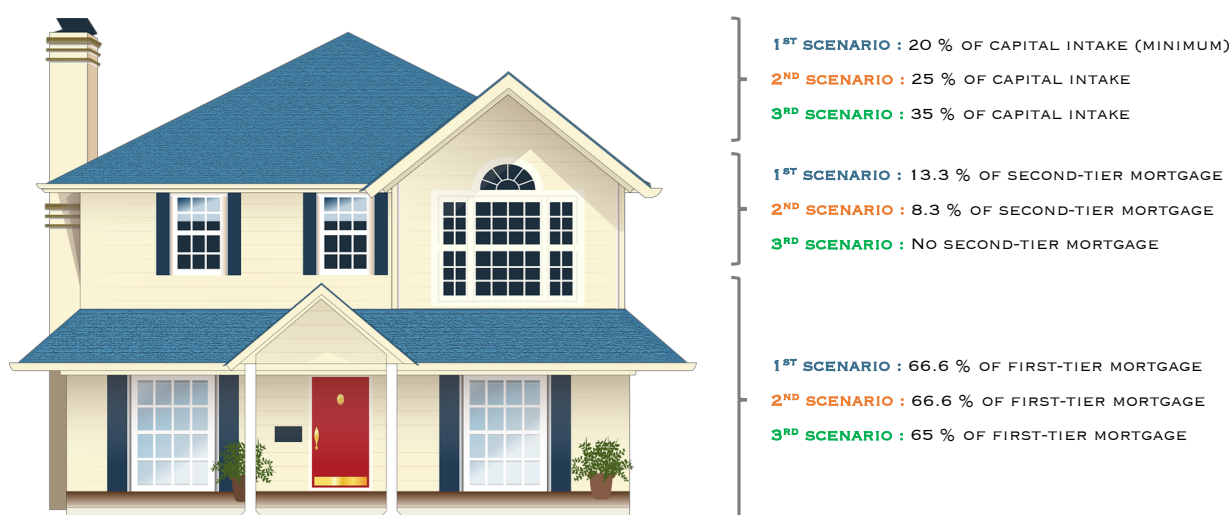 1ST SCENARIO : 20 % OF CAPITAL INTAKE (MINIMUM)
2ND SCENARIO : 25 % OF CAPITAL INTAKE
3RD SCENARIO : 35 % OF CAPITAL INTAKE
1ST SCENARIO : 13.3 % OF SECOND-TIER MORTGAGE
2ND SCENARIO : 8.3 % OF SECOND-TIER MORTGAGE
3RD SCENARIO : NO SECOND-TIER MORTGAGE
1ST SCENARIO : 66.6 % OF FIRST-TIER MORTGAGE
2ND SCENARIO : 66.6 % OF FIRST-TIER MORTGAGE
3RD SCENARIO : 65 % OF FIRST-TIER MORTGAGE